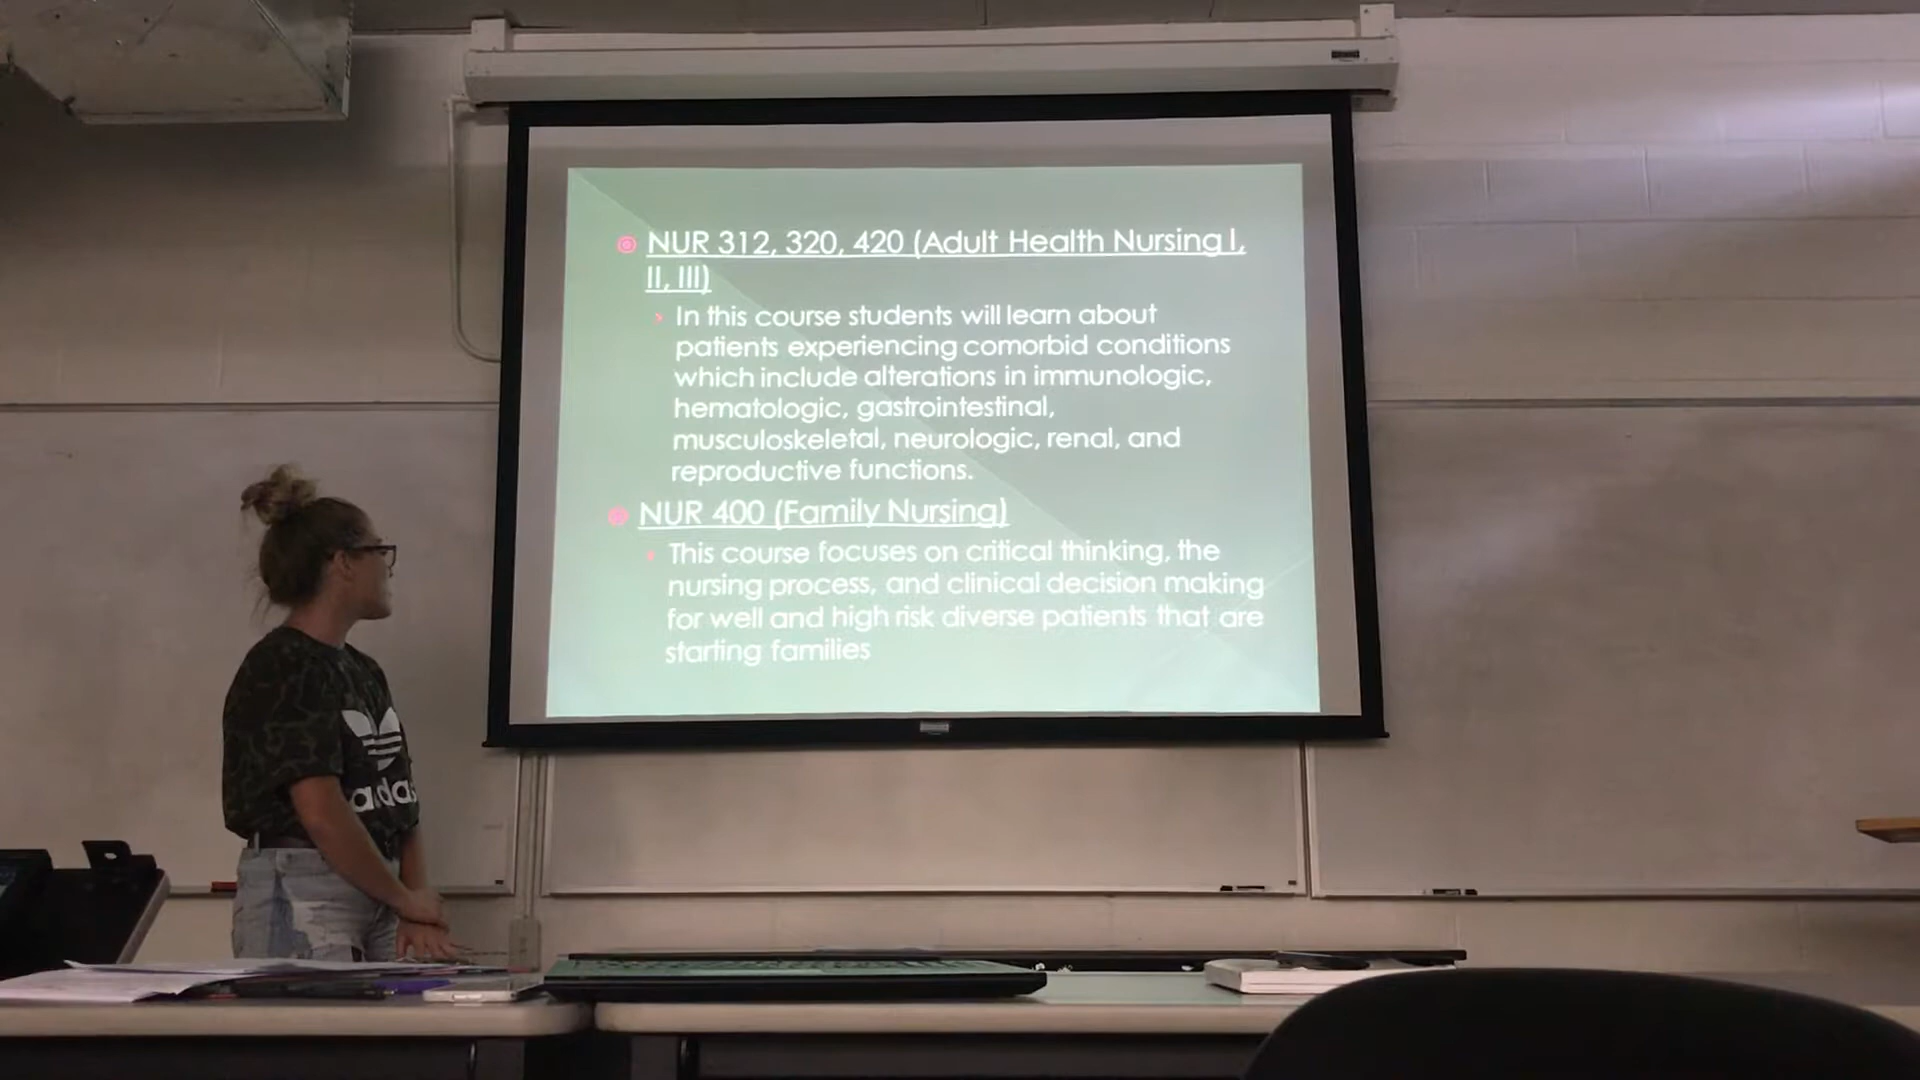 NUR 312, 320, 420 (Adult Health Nursing I,
II, III)
In this course students will learn about
patients experiencing comorbid conditions
which include alterations in immunologic,
hematologic, gastrointestinal,
musculoskeletal, neurologic, renal, and
reproductive functions.
NUR 400 (Family Nursing)
This course focuses on critical thinking, the
nursing process, and clinical decision making
for well and high risk diverse patients that are
starting families
adidas